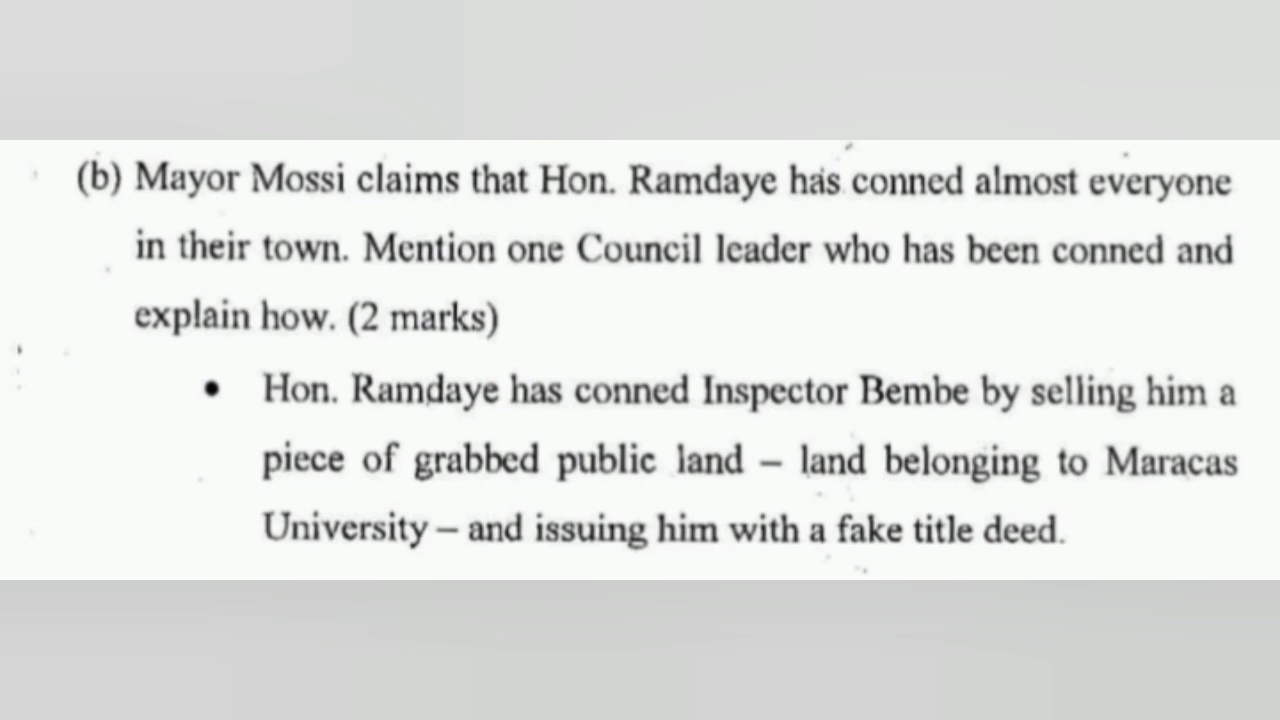 (b) Mayor Mossi claims that Hon. Ramdaye has conned almost everyone
in their town. Mention one Council leader who has been conned and
explain how. (2 marks)
• Hon. Ramdaye has conned Inspector Bembe by selling him a
piece of grabbed public land – land belonging to Maracas
University – and issuing him with a fake title deed.